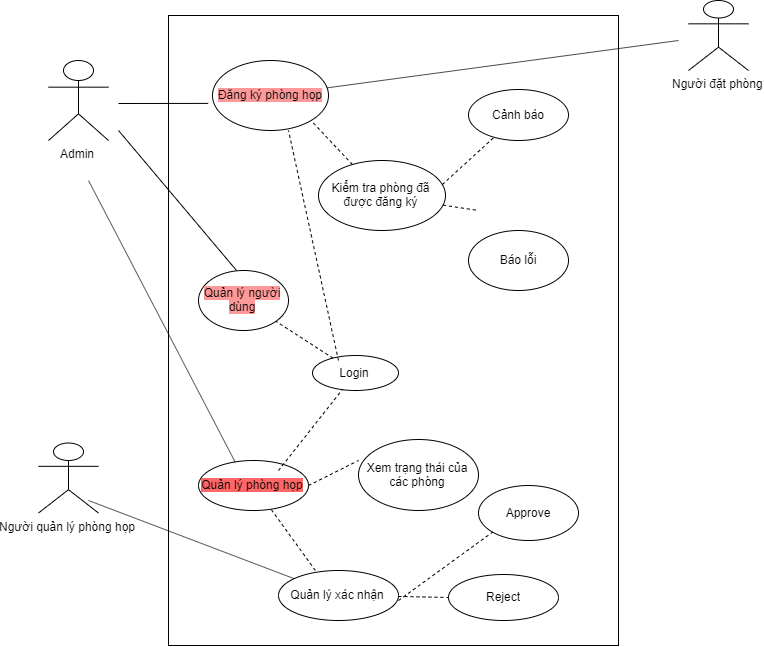 Người đặt phòng
Đăng ký phòng họp
Cảnh báo
Admin
Kiểm tra phòng đã
được đăng ký
Báo lỗi
Quản lý người
dùng
Login
Xem trạng thái của
các phòng
Quản lý phòng họp
Approve
Người quản lý phòng họp
Quản lý xác nhận
Reject